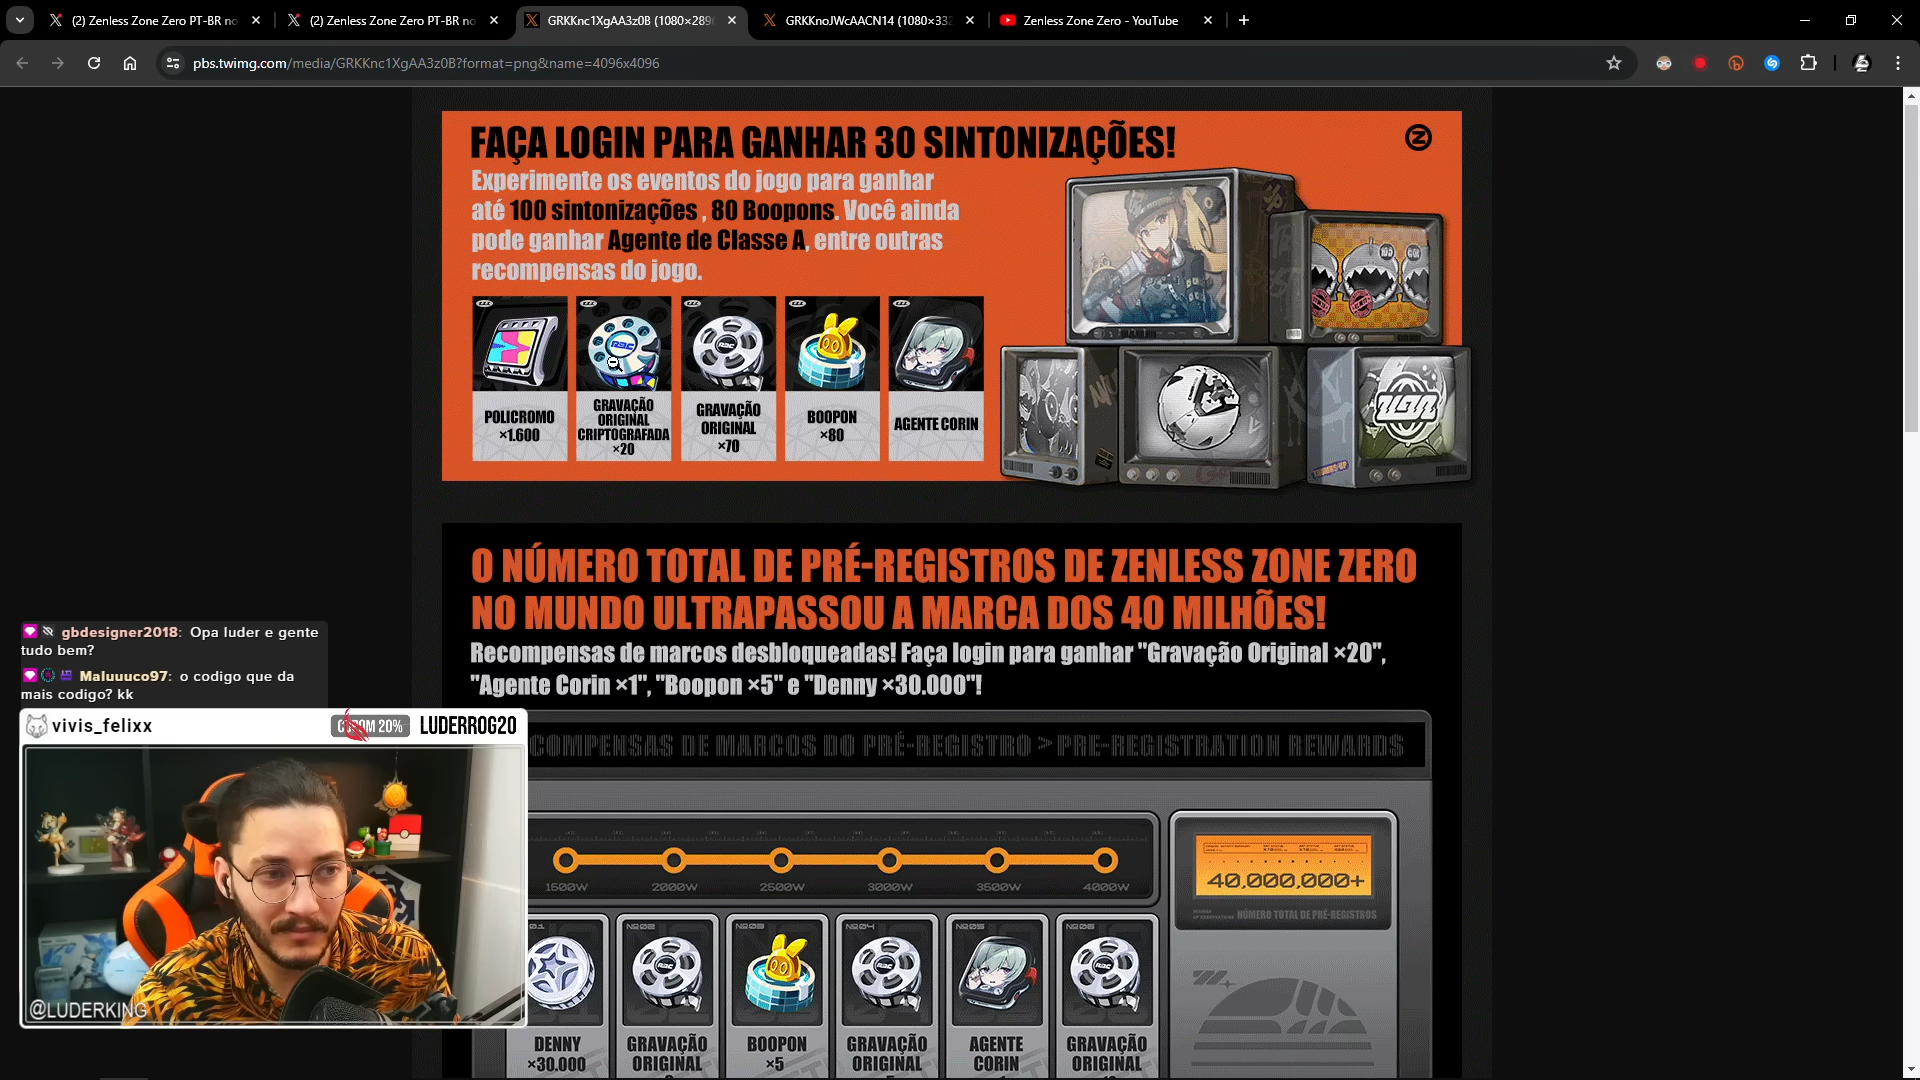 (2) Zenless Zone Zero PT-BR no
(2) Zenless Zone Zero PT-BR no
GRKKnc1XgAA3z0B (1080×2896
GRKKnoJWcAACN14 (1080×332
Zenless Zone Zero - YouTube
pbs.twimg.com/media/GRKKnc1XgAA3z0B?format=png&name=4096x4096
FAÇA LOGIN PARA GANHAR 30 SINTONIZAÇÕES!
Experimente os eventos do jogo para ganhar
até 100 sintonizações , 80 Boopons. Você ainda
pode ganhar Agente de Classe A, entre outras
recompensas do jogo.
POLICROMO
×1.600
GRAVAÇÃO
ORIGINAL
CRIPTOGRAFADA
×20
GRAVAÇÃO
ORIGINAL
×70
BOOPON
×80
AGENTE CORIN
O NÚMERO TOTAL DE PRÉ-REGISTROS DE ZENLESS ZONE ZERO
NO MUNDO ULTRAPASSOU A MARCA DOS 40 MILHÕES!
Recompensas de marcos desbloqueadas! Faça login para ganhar "Gravação Original ×20",
"Agente Corin ×1", "Boopon ×5" e "Denny ×30.000"!
COMPENSAS DE MARCOS DO PRÉ-REGISTRO > PRE-REGISTRATION REWARDS
1500W 2000W 2500W 3000W 3500W 4000W
40,000,000+
NÚMERO TOTAL DE PRÉ-REGISTROS
Nº02 Nº03 Nº04 Nº05 Nº06
DENNY
×30.000
GRAVAÇÃO
ORIGINAL
BOOPON
×5
GRAVAÇÃO
ORIGINAL
AGENTE
CORIN
GRAVAÇÃO
ORIGINAL
gbdesigner2018: Opa luder e gente
tudo bem?
Maluuuco97: o codigo que da
mais codigo? kk
vivis_felixx
20% LUDERROG20
@LUDERKING